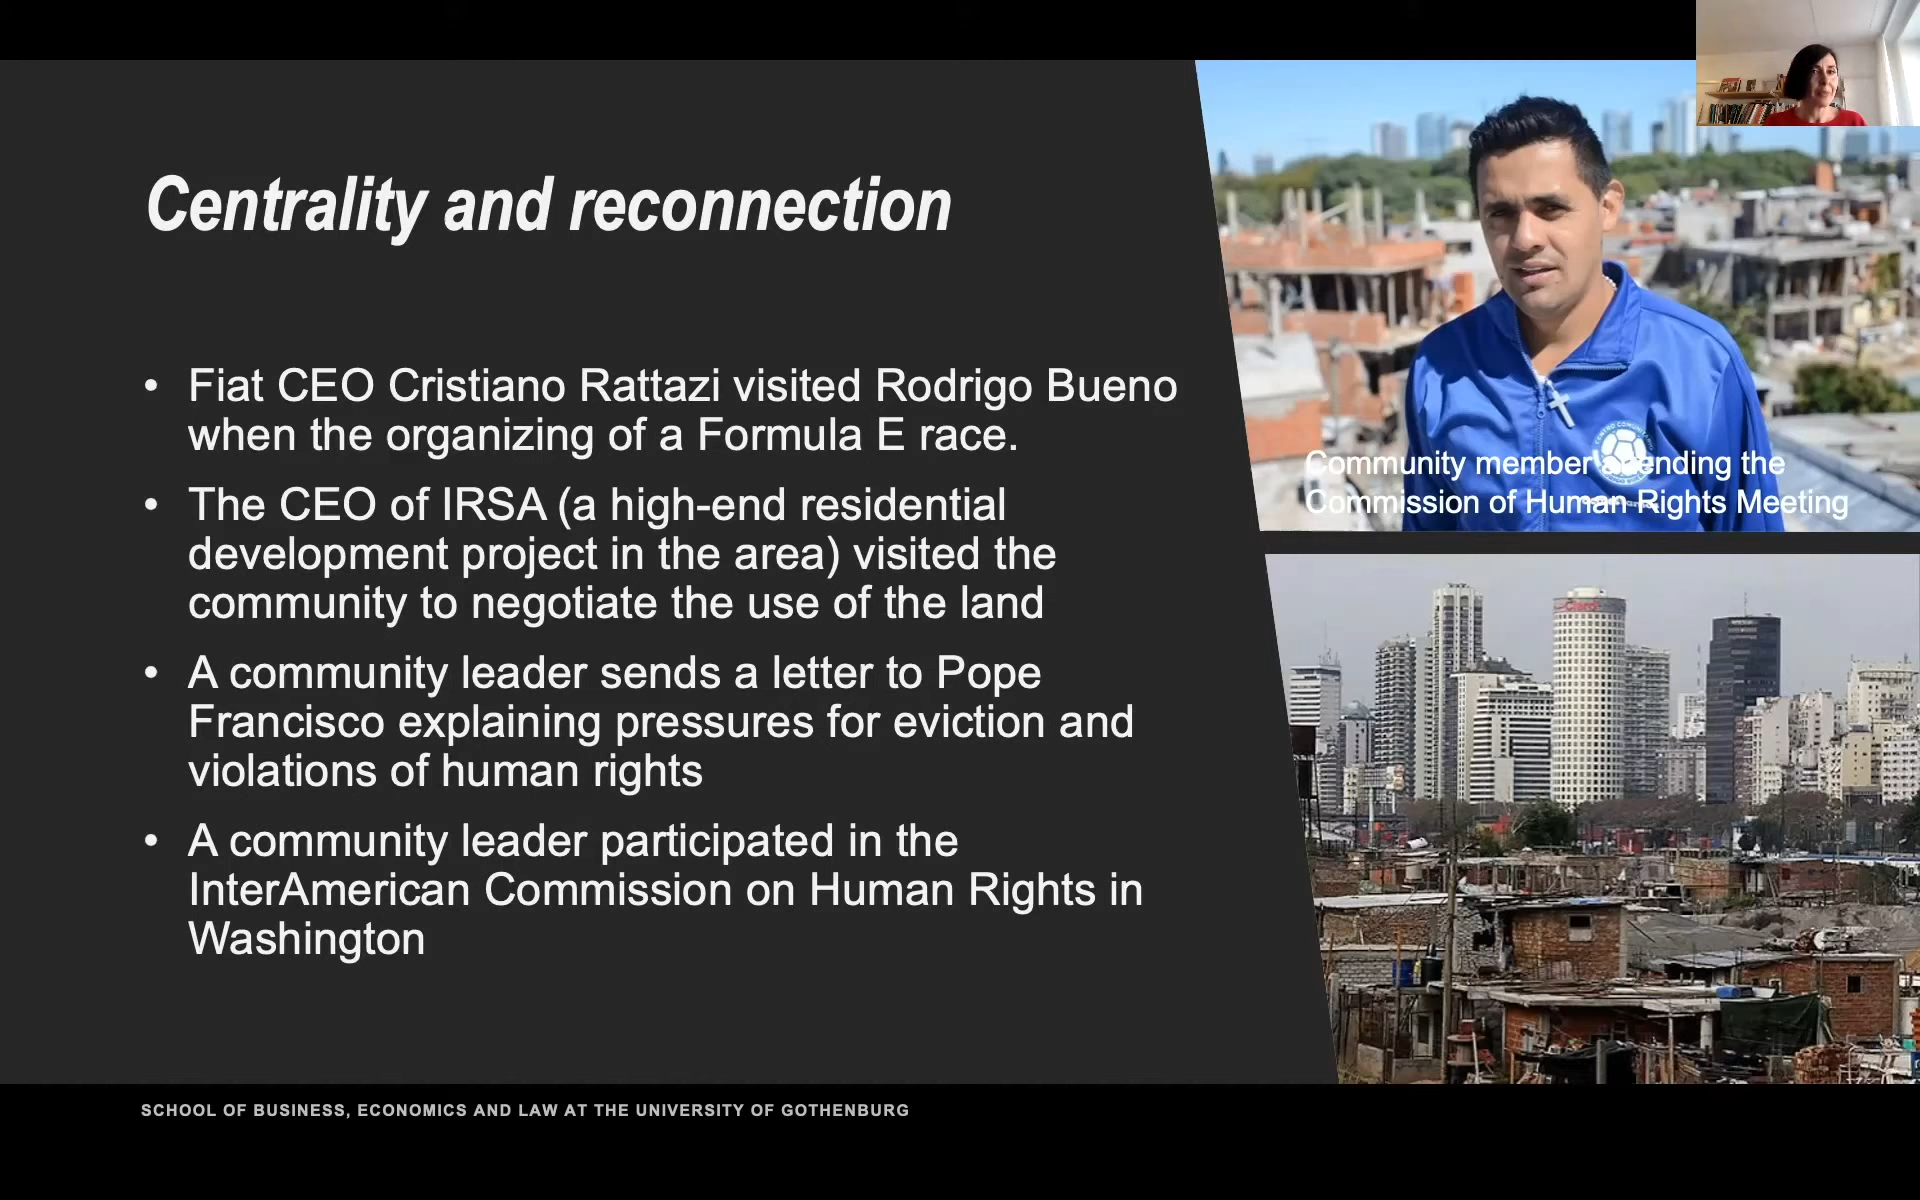 Centrality and reconnection
• Fiat CEO Cristiano Rattazi visited Rodrigo Bueno
when the organizing of a Formula E race.
• The CEO of IRSA (a high-end residential
development project in the area) visited the
community to negotiate the use of the land
• A community leader sends a letter to Pope
Francisco explaining pressures for eviction and
violations of human rights
• A community leader participated in the
InterAmerican Commission on Human Rights in
Washington
Community member attending the
Commission of Human Rights Meeting
Claro
SCHOOL OF BUSINESS, ECONOMICS AND LAW AT THE UNIVERSITY OF GOTHENBURG